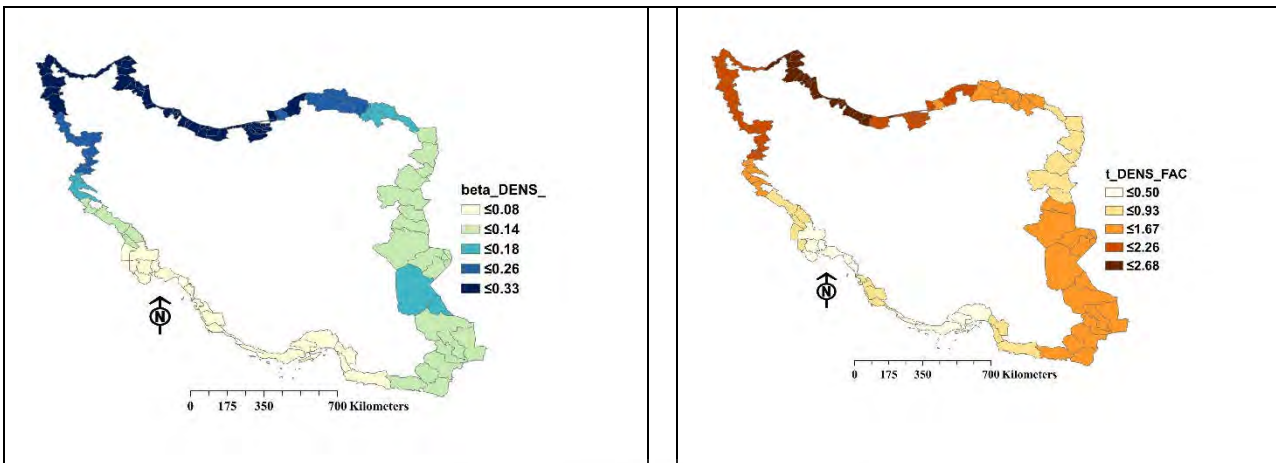 beta_DENS_
≤0.08
≤0.14
≤0.18
≤0.26
≤0.33
N
0 175 350 700 Kilometers
t_DENS_FAC
≤0.50
≤0.93
≤1.67
≤2.26
≤2.68
N
0 175 350 700 Kilometers